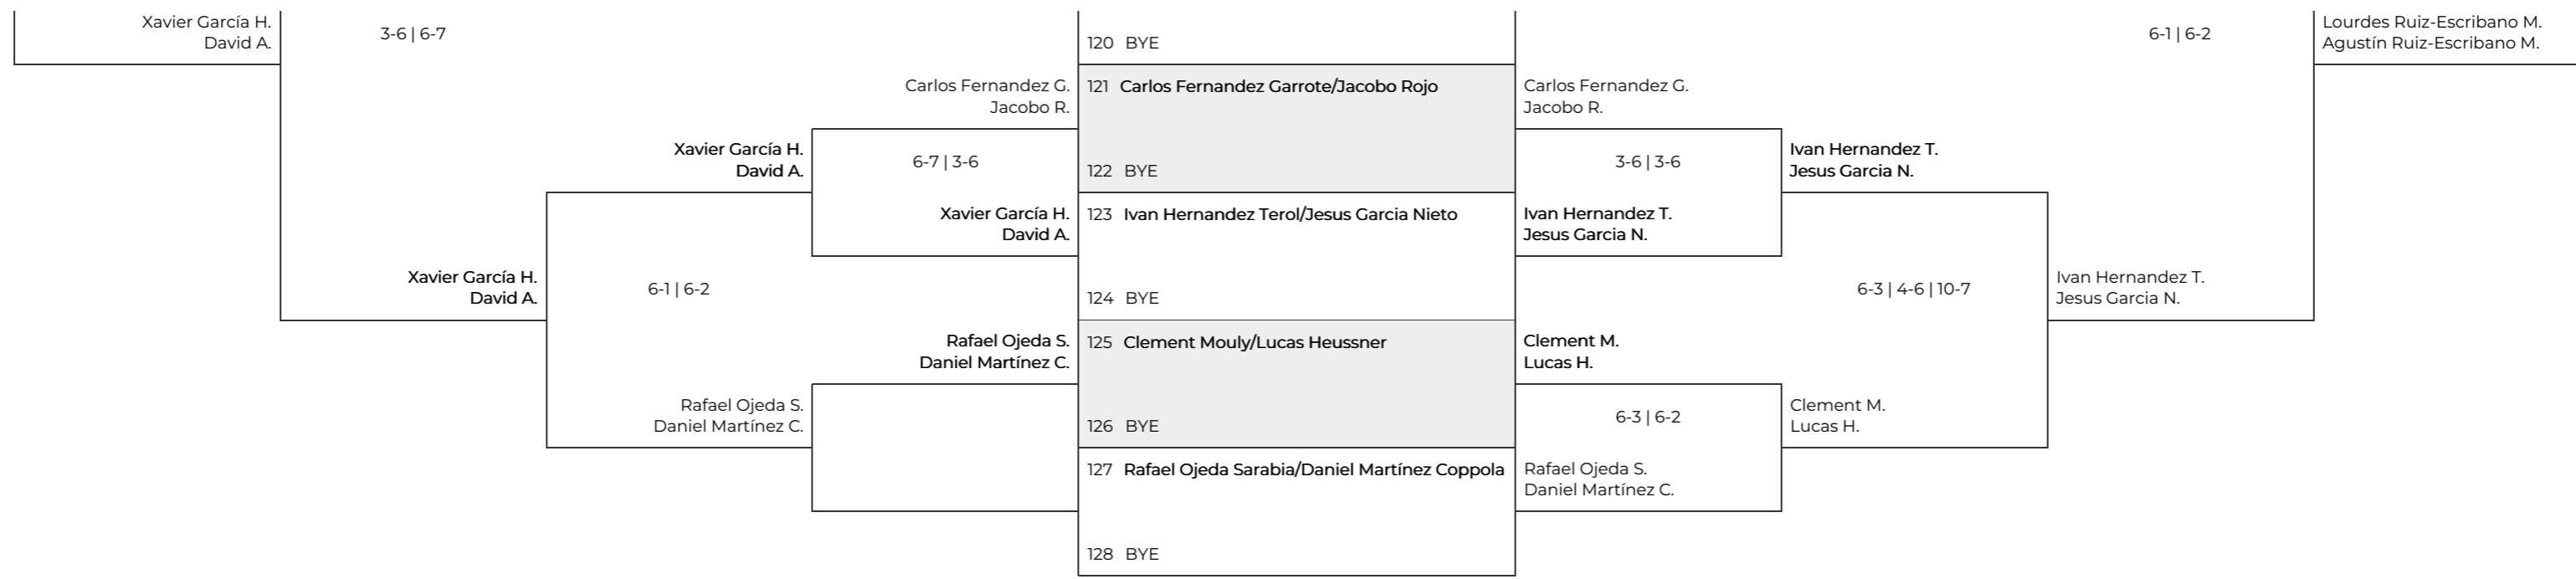 Xavier García H.
David A.
3-6 | 6-7
120 BYE
6-1 | 6-2
Lourdes Ruiz-Escribano M.
Agustín Ruiz-Escribano M.
Carlos Fernandez G.
Jacobo R.
121 Carlos Fernandez Garrote/Jacobo Rojo
Carlos Fernandez G.
Jacobo R.
Xavier García H.
David A.
6-7 | 3-6
122 BYE
3-6 | 3-6
Ivan Hernandez T.
Jesus Garcia N.
Xavier García H.
David A.
123 Ivan Hernandez Terol/Jesus Garcia Nieto
Ivan Hernandez T.
Jesus Garcia N.
Xavier García H.
David A.
6-1 | 6-2
124 BYE
6-3 | 4-6 | 10-7
Ivan Hernandez T.
Jesus Garcia N.
Rafael Ojeda S.
Daniel Martínez C.
125 Clement Mouly/Lucas Heussner
Clement M.
Lucas H.
Rafael Ojeda S.
Daniel Martínez C.
126 BYE
6-3 | 6-2
Clement M.
Lucas H.
127 Rafael Ojeda Sarabia/Daniel Martínez Coppola
Rafael Ojeda S.
Daniel Martínez C.
128 BYE